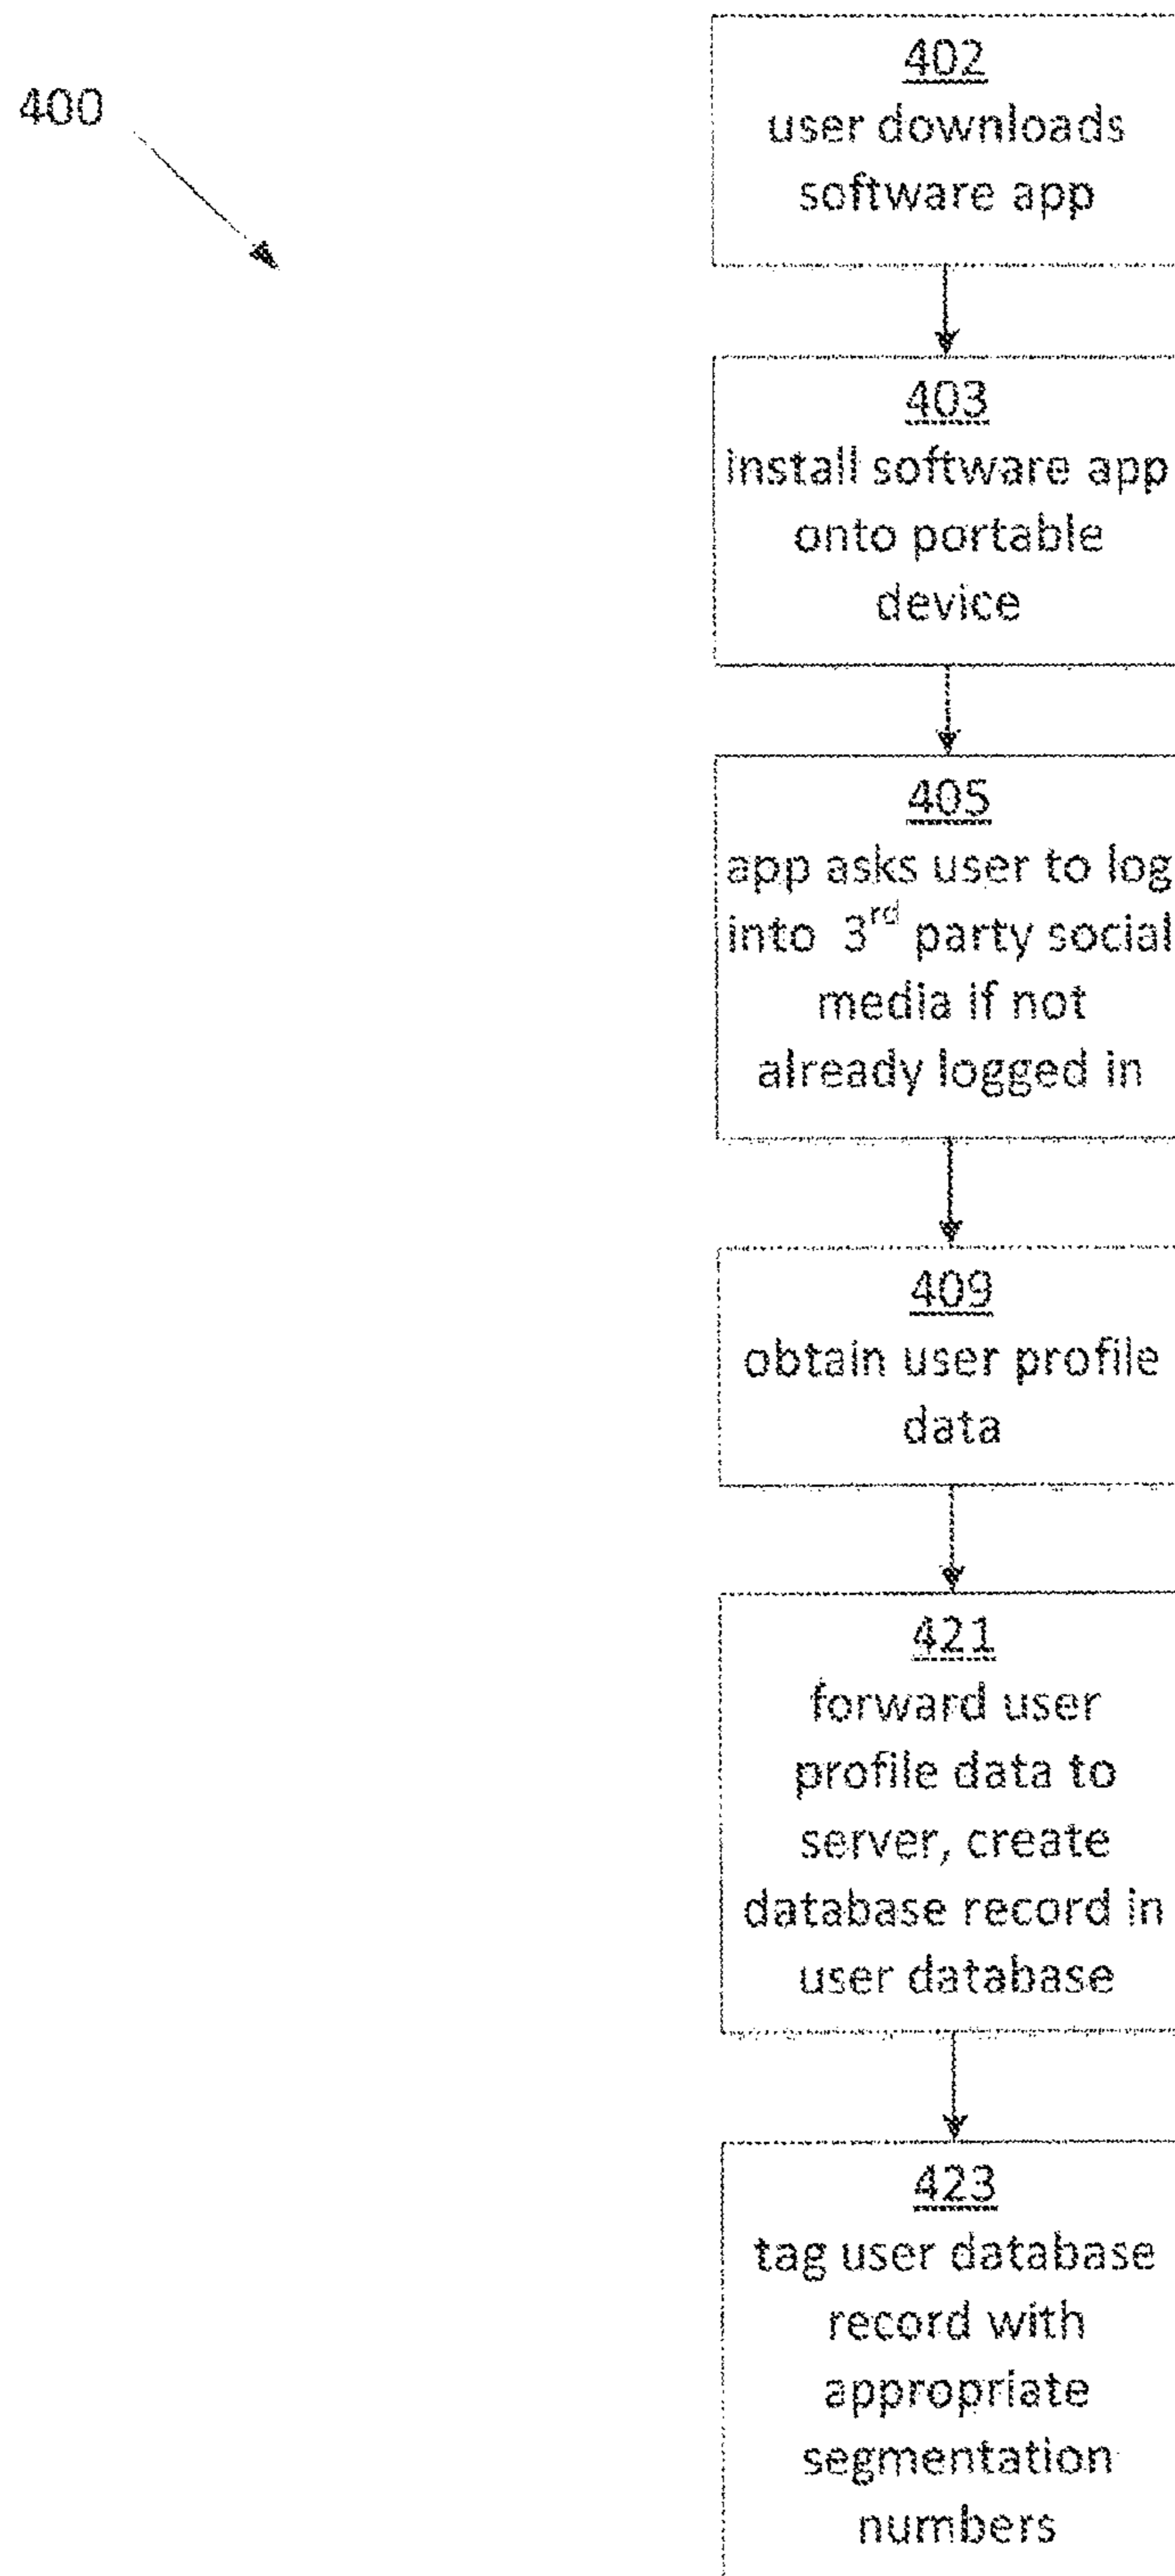 400
402
user downloads
software app
403
install software app
onto portable
device
405
app asks user to log
into 3rd party social
media if not
already logged in
409
obtain user profile
data
421
forward user
profile data to
server, create
database record in
user database
423
tag user database
record with
appropriate
segmentation
numbers